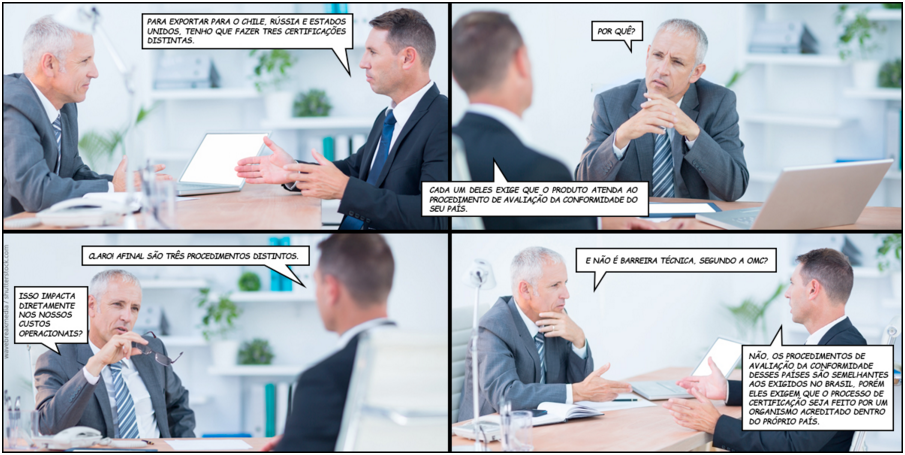 PARA EXPORTAR PARA O CHILE, RÚSSIA E ESTADOS
UNIDOS, TENHO QUE FAZER TRES CERTIFICAÇÕES
DISTINTAS.
POR QUÊ?
CADA UM DELES EXIGE QUE O PRODUTO ATENDA AO
PROCEDIMENTO DE AVALIAÇÃO DA CONFORMIDADE DO
SEU PAÍS.
ISSO IMPACTA
DIRETAMENTE
NOS NOSSOS
CUSTOS
OPERACIONAIS?
CLARO! AFINAL SÃO TRÊS PROCEDIMENTOS DISTINTOS.
E NÃO É BARREIRA TÉCNICA, SEGUNDO A OMC?
NÃO, OS PROCEDIMENTOS DE
AVALIAÇÃO DA CONFORMIDADE
DESSES PAÍSES SÃO SEMELHANTES
AOS EXIGIDOS NO BRASIL, PORÉM
ELES EXIGEM QUE O PROCESSO DE
CERTIFICAÇÃO SEJA FEITO POR UM
ORGANISMO ACREDITADO DENTRO
DO PRÓPRIO PAÍS.
wavebreakmedia / shutterstock.com